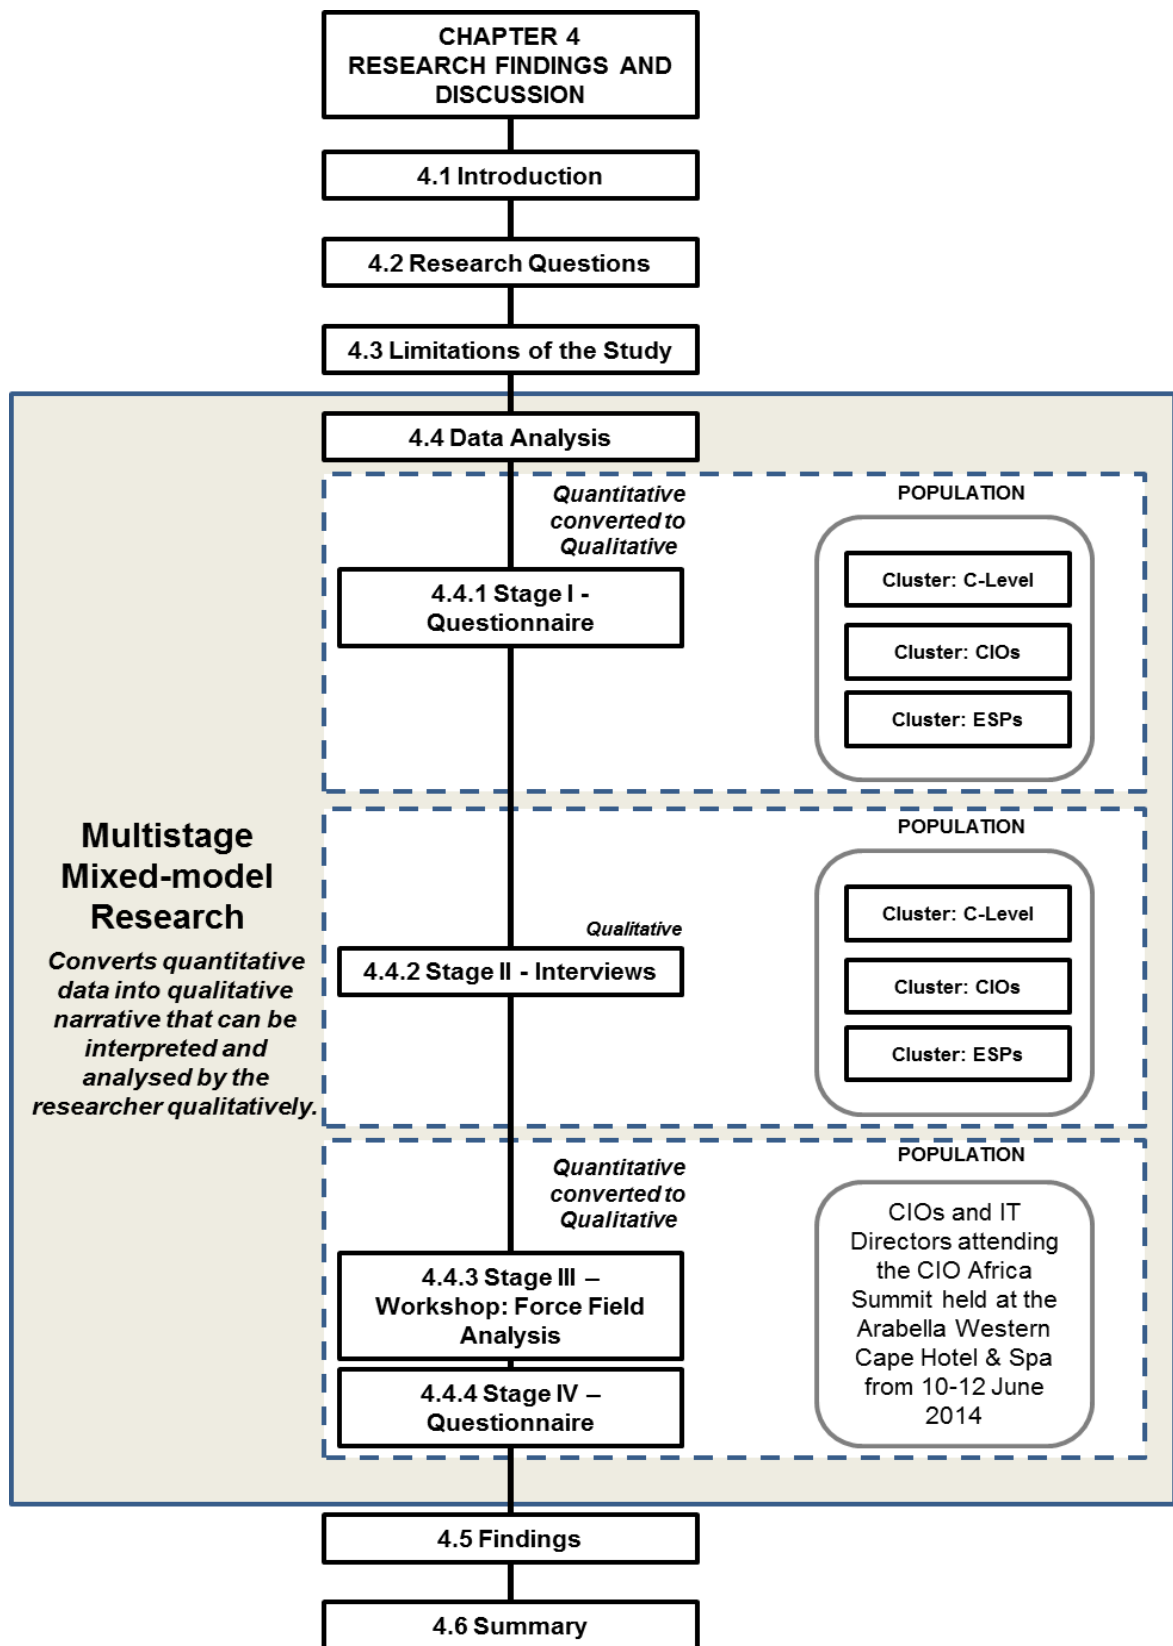 CHAPTER 4
RESEARCH FINDINGS AND
DISCUSSION
4.1 Introduction
4.2 Research Questions
4.3 Limitations of the Study
4.4 Data Analysis
Quantitative
converted to
Qualitative
4.4.1 Stage I -
Questionnaire
POPULATION
Cluster: C-Level
Cluster: CIOs
Cluster: ESPs
Multistage
Mixed-model
Research
Converts quantitative
data into qualitative
narrative that can be
interpreted and
analysed by the
researcher qualitatively.
Qualitative
4.4.2 Stage II - Interviews
POPULATION
Cluster: C-Level
Cluster: CIOs
Cluster: ESPs
Quantitative
converted to
Qualitative
4.4.3 Stage III –
Workshop: Force Field
Analysis
4.4.4 Stage IV –
Questionnaire
POPULATION
CIOs and IT
Directors attending
the CIO Africa
Summit held at the
Arabella Western
Cape Hotel & Spa
from 10-12 June
2014
4.5 Findings
4.6 Summary